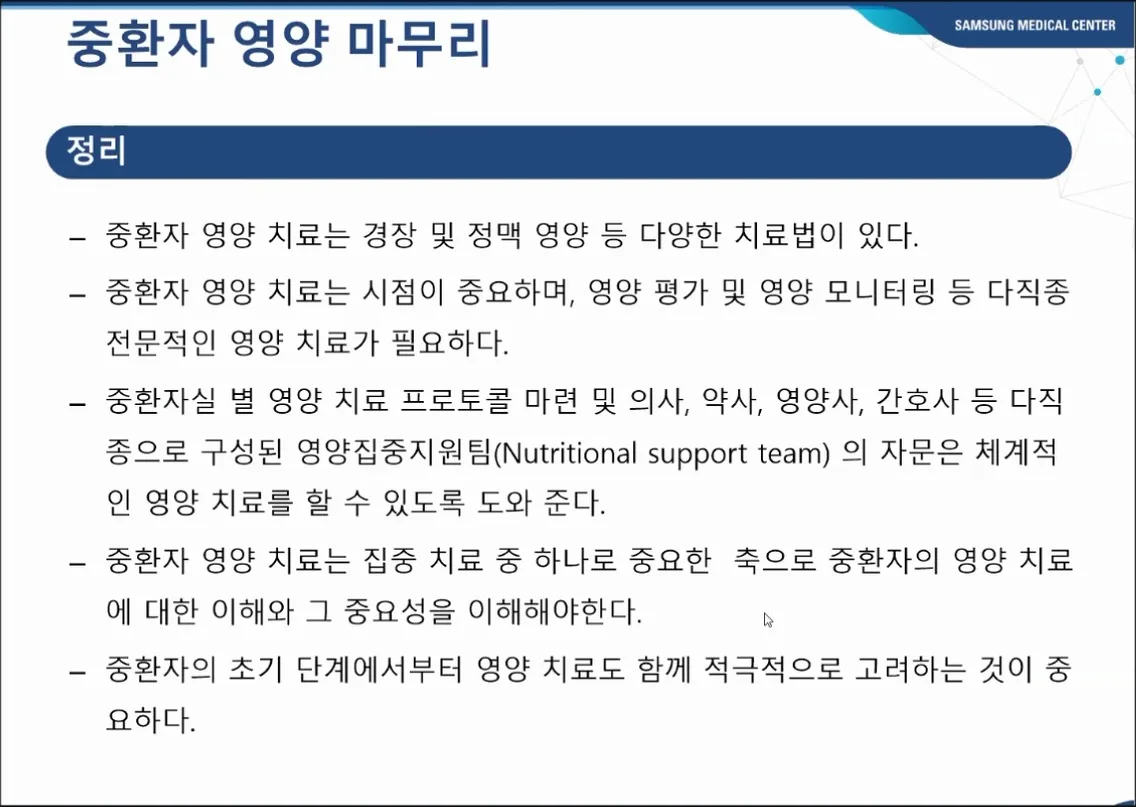 SAMSUNG MEDICAL CENTER
중환자 영양 마무리
정리
– 중환자 영양 치료는 경장 및 정맥 영양 등 다양한 치료법이 있다.
– 중환자 영양 치료는 시점이 중요하며, 영양 평가 및 영양 모니터링 등 다직종
전문적인 영양 치료가 필요하다.
– 중환자실 별 영양 치료 프로토콜 마련 및 의사, 약사, 영양사, 간호사 등 다직
종으로 구성된 영양집중지원팀(Nutritional support team) 의 자문은 체계적
인 영양 치료를 할 수 있도록 도와 준다.
– 중환자 영양 치료는 집중 치료 중 하나로 중요한  축으로 중환자의 영양 치료
에 대한 이해와 그 중요성을 이해해야한다.
– 중환자의 초기 단계에서부터 영양 치료도 함께 적극적으로 고려하는 것이 중
요하다.